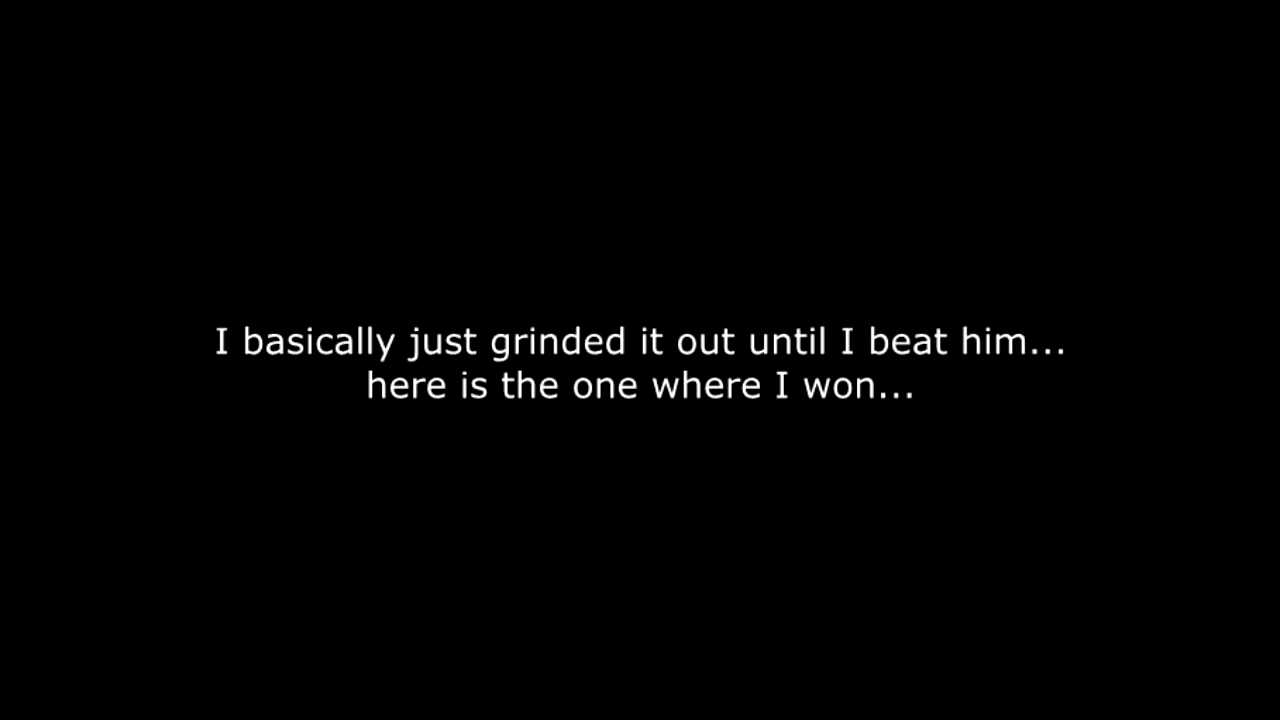 I basically just grinded it out until I beat him...
here is the one where I won...